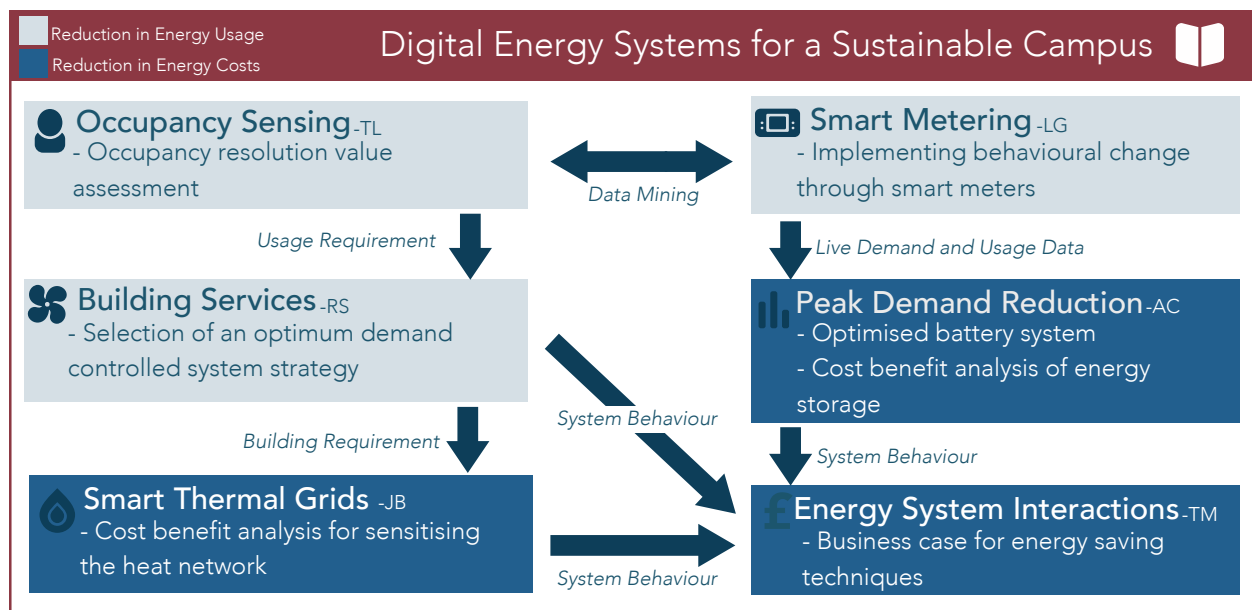 Reduction in Energy Usage
Reduction in Energy Costs
Digital Energy Systems for a Sustainable Campus
Occupancy Sensing -TL
- Occupancy resolution value
assessment
Data Mining
Smart Metering -LG
- Implementing behavioural change
through smart meters
Usage Requirement
Live Demand and Usage Data
Building Services -RS
- Selection of an optimum demand
controlled system strategy
Peak Demand Reduction -AC
- Optimised battery system
- Cost benefit analysis of energy
storage
System Behaviour
Building Requirement
System Behaviour
Smart Thermal Grids -JB
- Cost benefit analysis for sensitising
the heat network
System Behaviour
£ Energy System Interactions -TM
- Business case for energy saving
techniques